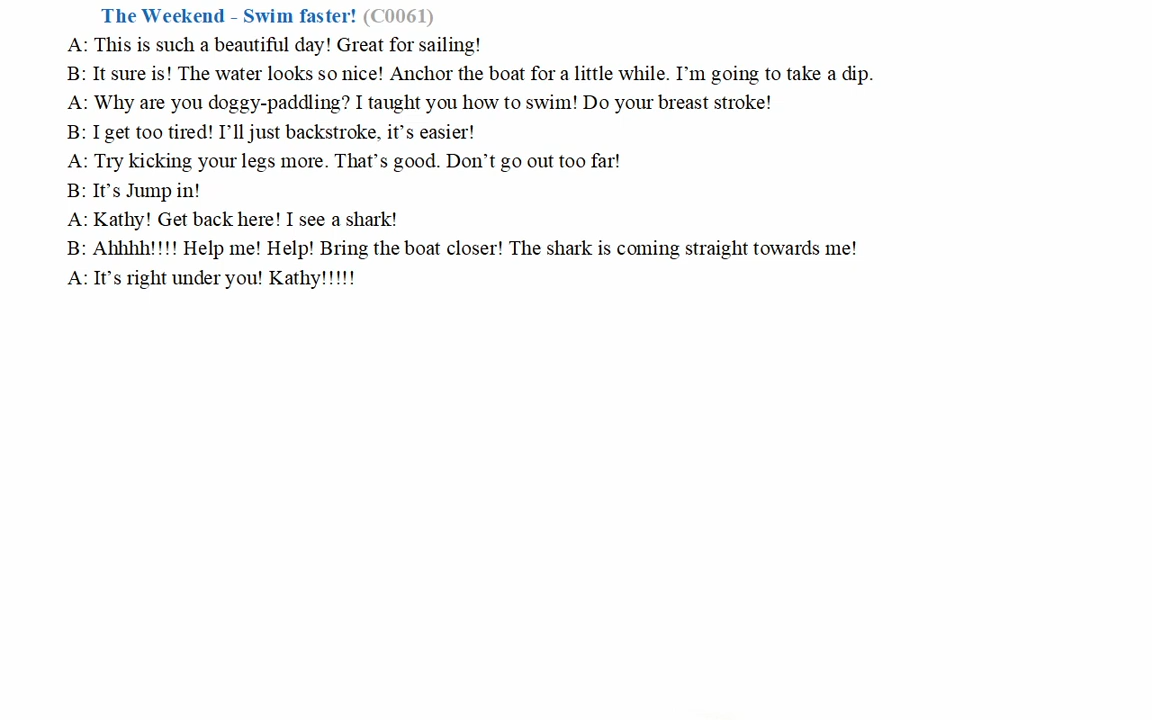 The Weekend - Swim faster! (C0061)
A: This is such a beautiful day! Great for sailing!
B: It sure is! The water looks so nice! Anchor the boat for a little while. I’m going to take a dip.
A: Why are you doggy-paddling? I taught you how to swim! Do your breast stroke!
B: I get too tired! I’ll just backstroke, it’s easier!
A: Try kicking your legs more. That’s good. Don’t go out too far!
B: It’s Jump in!
A: Kathy! Get back here! I see a shark!
B: Ahhhh!!!! Help me! Help! Bring the boat closer! The shark is coming straight towards me!
A: It’s right under you! Kathy!!!!!